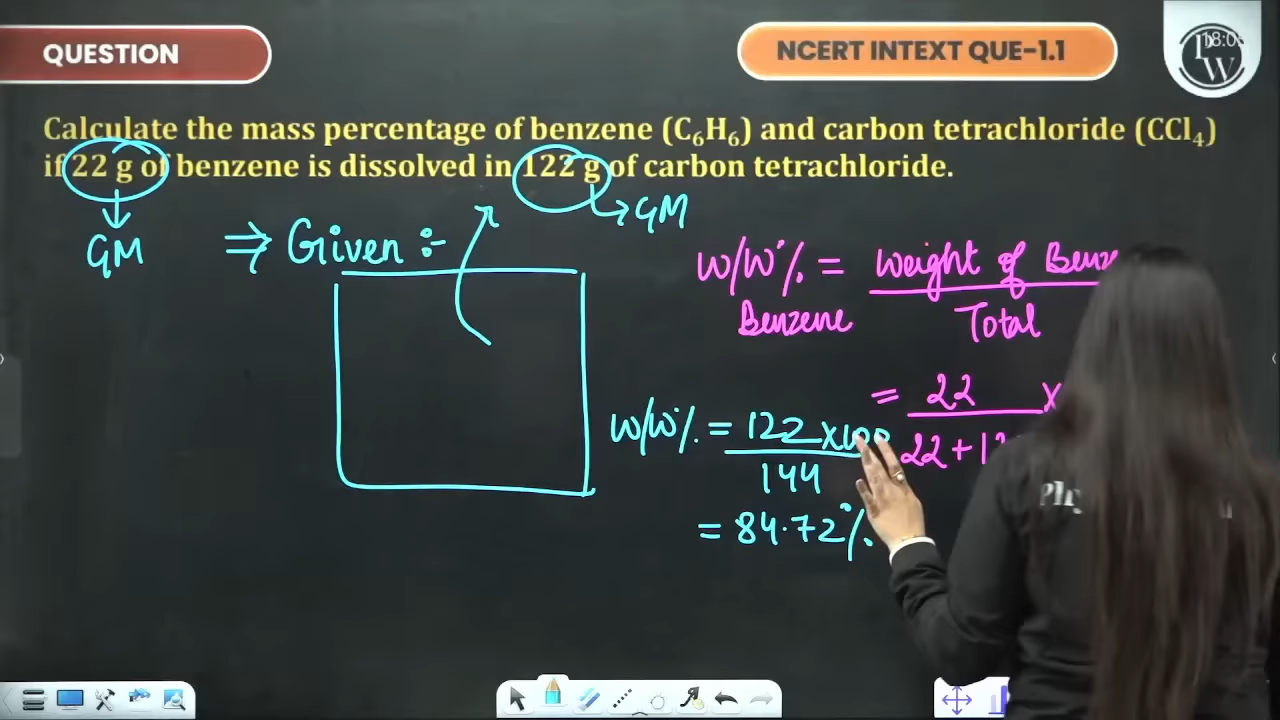 QUESTION
NCERT INTEXT QUE-1.1
18:0
Calculate the mass percentage of benzene (C₆H₆) and carbon tetrachloride (CCl₄)
if 22 g of benzene is dissolved in 122 g of carbon tetrachloride.
GM
GM
⇒ Given :-
W/W% = Weight of
Benzene Total
= 22 x
22 +
W/W% = 122 x100
144
= 84.72%